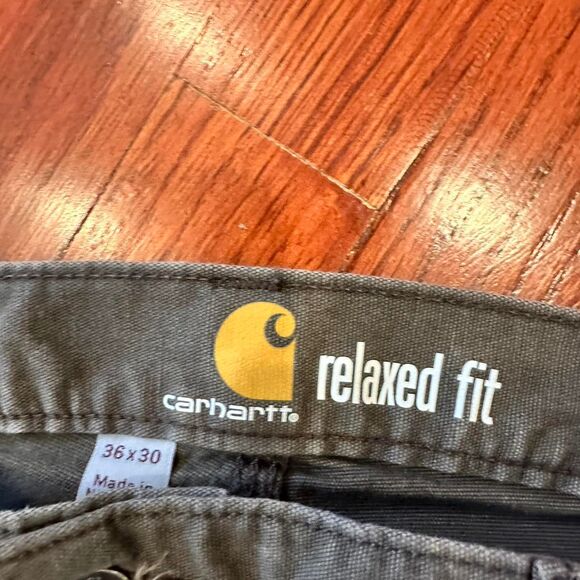 carhartt®
relaxed fit
36 x 30
Made in